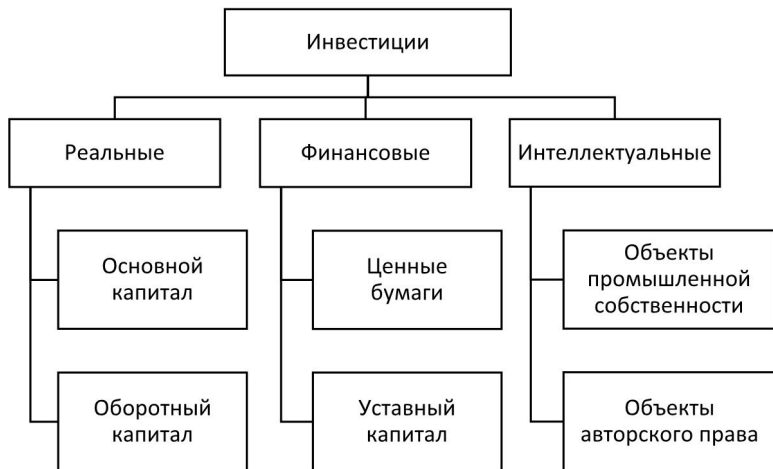 Инвестиции
Реальные
Финансовые
Интеллектуальные
Основной
капитал
Ценные
бумаги
Объекты
промышленной
собственности
Оборотный
капитал
Уставный
капитал
Объекты
авторского права